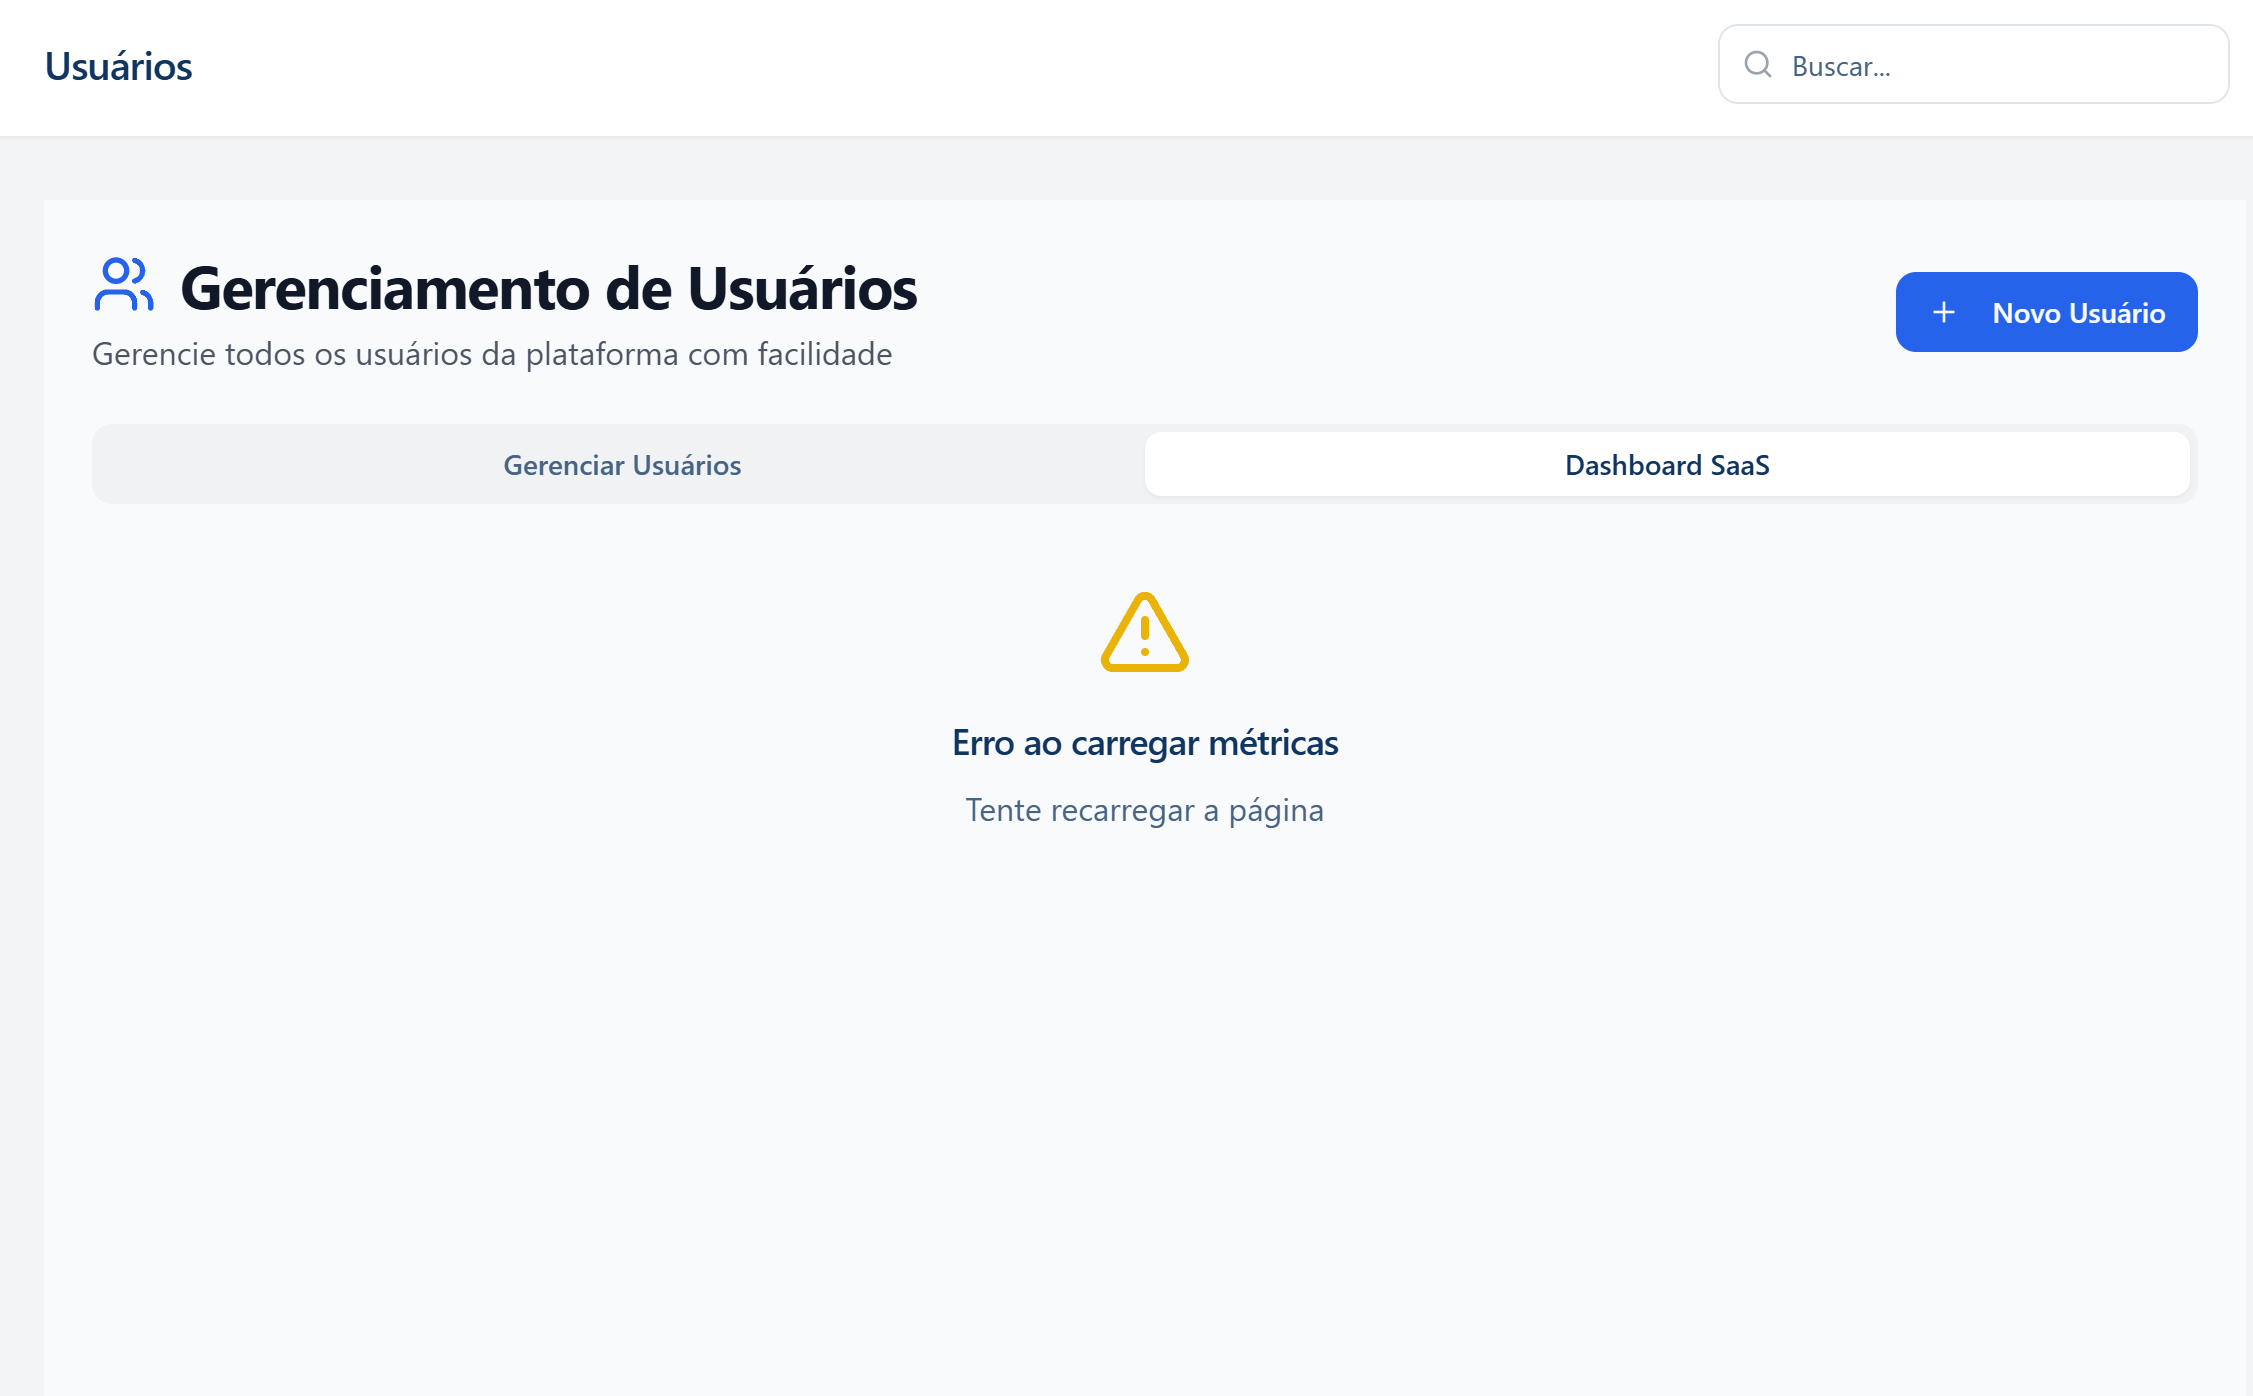 Usuários
Buscar...
Gerenciamento de Usuários
Gerencie todos os usuários da plataforma com facilidade
Novo Usuário
Gerenciar Usuários
Dashboard SaaS
Erro ao carregar métricas
Tente recarregar a página